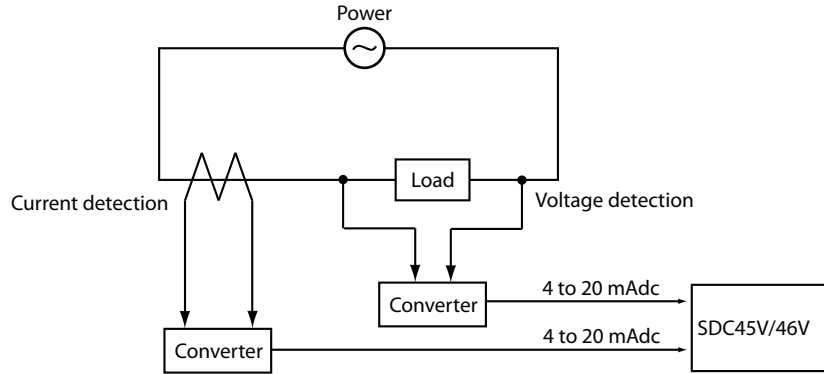 Power
Load
Current detection
Voltage detection
4 to 20 mAdc
Converter
SDC45V/46V
4 to 20 mAdc
Converter